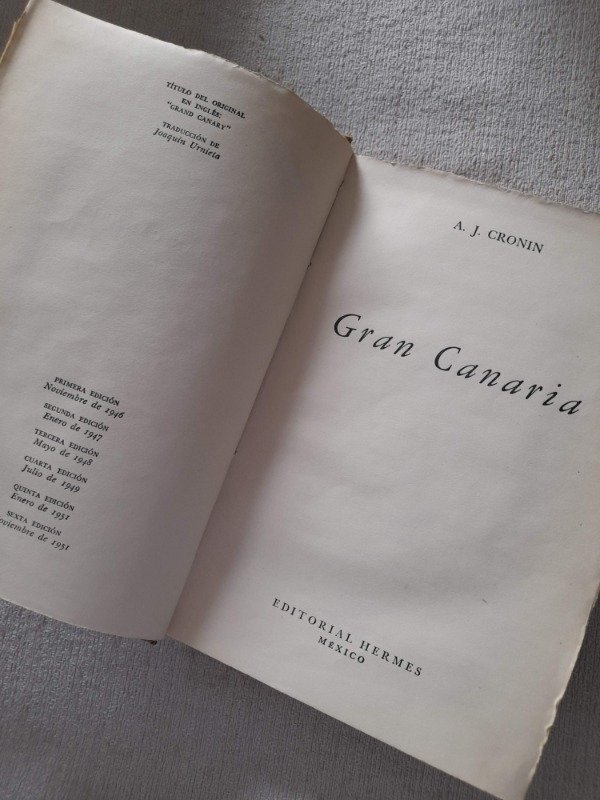 TÍTULO DEL ORIGINAL
EN INGLÉS:
"GRAND CANARY"
TRADUCCIÓN DE
Joaquín Urnieta
PRIMERA EDICIÓN
Noviembre de 1946
SEGUNDA EDICIÓN
Enero de 1947
TERCERA EDICIÓN
Mayo de 1948
CUARTA EDICIÓN
Julio de 1949
QUINTA EDICIÓN
Enero de 1951
SEXTA EDICIÓN
Noviembre de 1951
A. J. CRONIN
Gran Canaria
EDITORIAL HERMES
MÉXICO